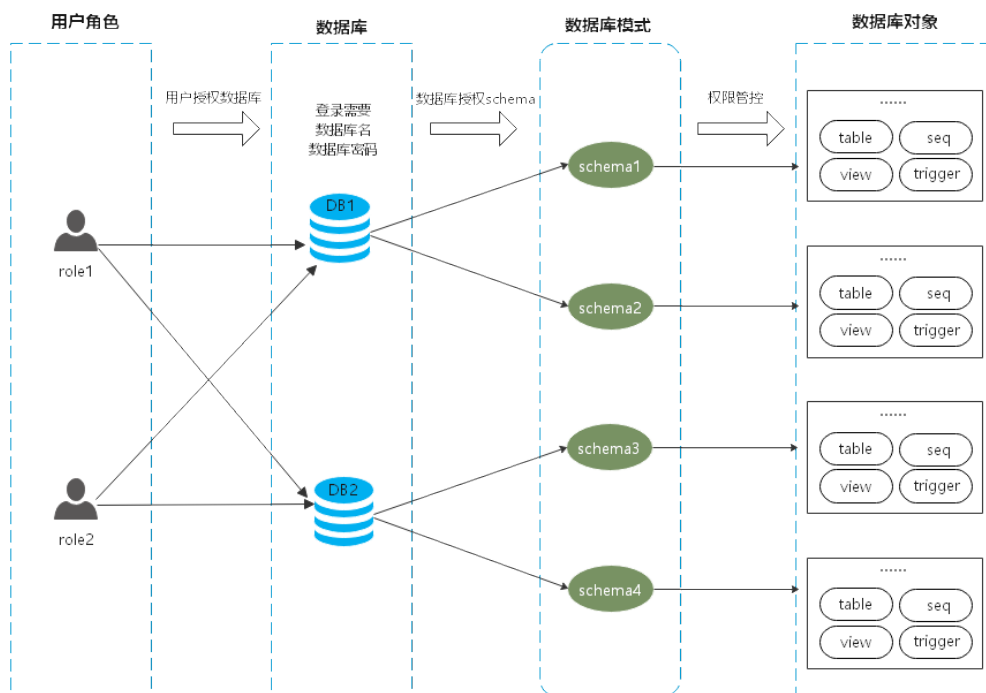 用户角色
数据库
数据库模式
数据库对象
用户授权数据库
登录需要
数据库名
数据库密码
数据库授权schema
权限管控
role1
role2
DB1
DB2
schema1
schema2
schema3
schema4
......
table
seq
view
trigger
......
table
seq
view
trigger
......
table
seq
view
trigger
......
table
seq
view
trigger